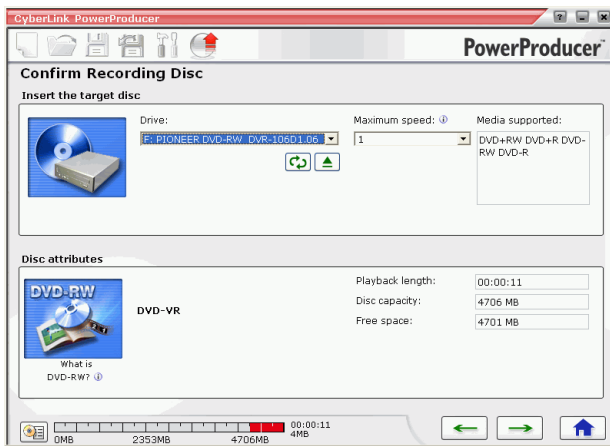 CyberLink PowerProducer
PowerProducer™
Confirm Recording Disc
Insert the target disc
Drive:
F: PIONEER DVD-RW DVR-106D1.06
Maximum speed:
1
Media supported:
DVD+RW DVD+R DVD-
RW DVD-R
Disc attributes
DVD-RW
What is
DVD-RW?
DVD-VR
Playback length:
00:00:11
Disc capacity:
4706 MB
Free space:
4701 MB
0MB
2353MB
4706MB
00:00:11
4MB